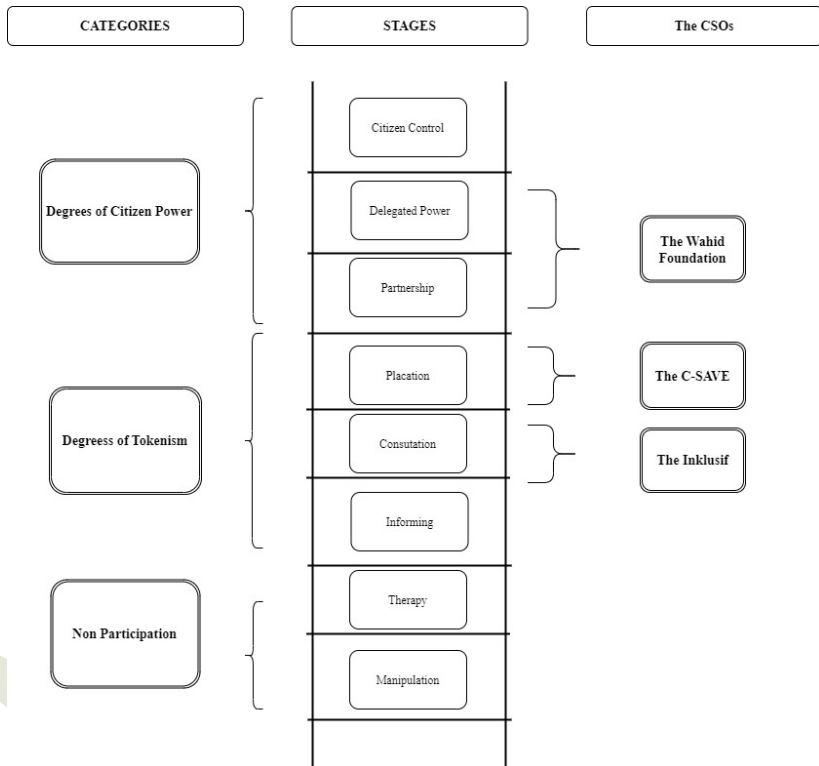 CATEGORIES
STAGES
The CSOs
Citizen Control
Degrees of Citizen Power
Delegated Power
The Wahid
Foundation
Partnership
Placation
The C-SAVE
Degreess of Tokenism
Consutation
The Inklusif
Informing
Therapy
Non Participation
Manipulation